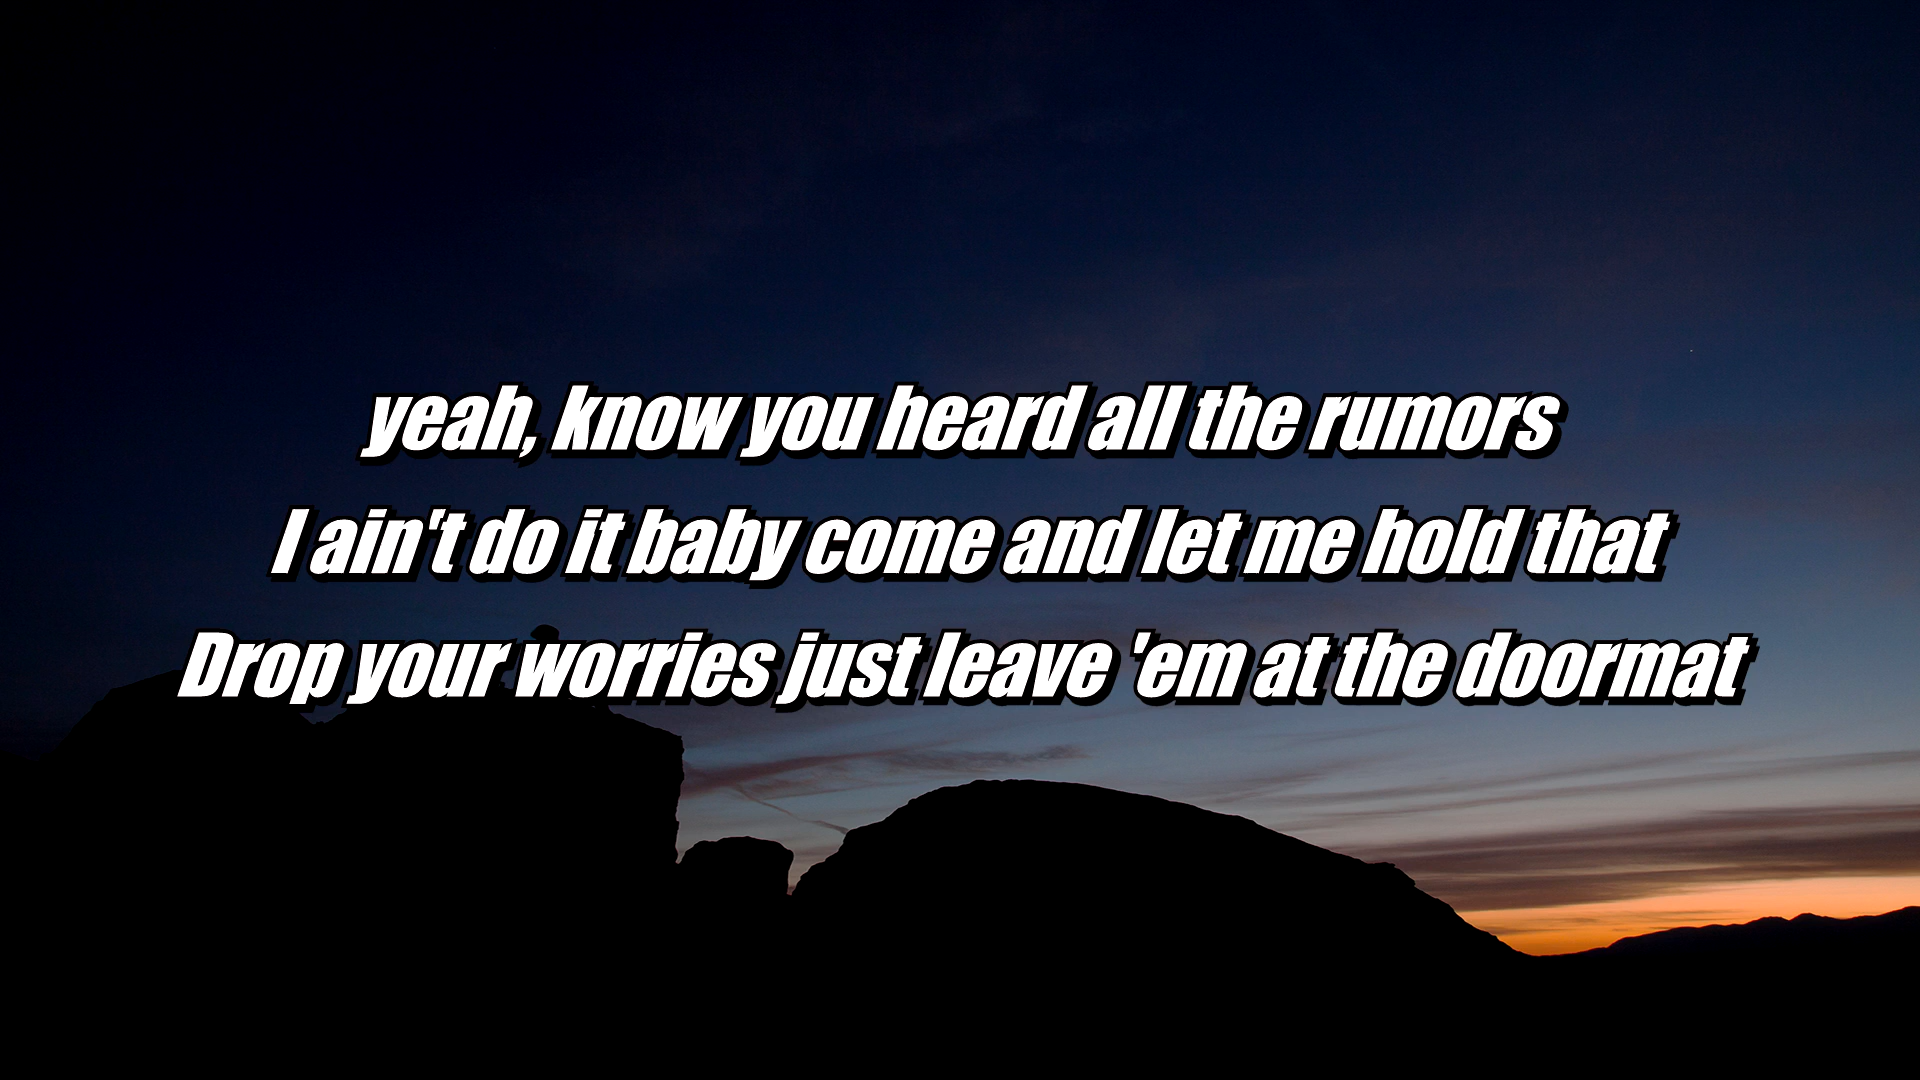 yeah, know you heard all the rumors
I ain't do it baby come and let me hold that
Drop your worries just leave 'em at the doormat